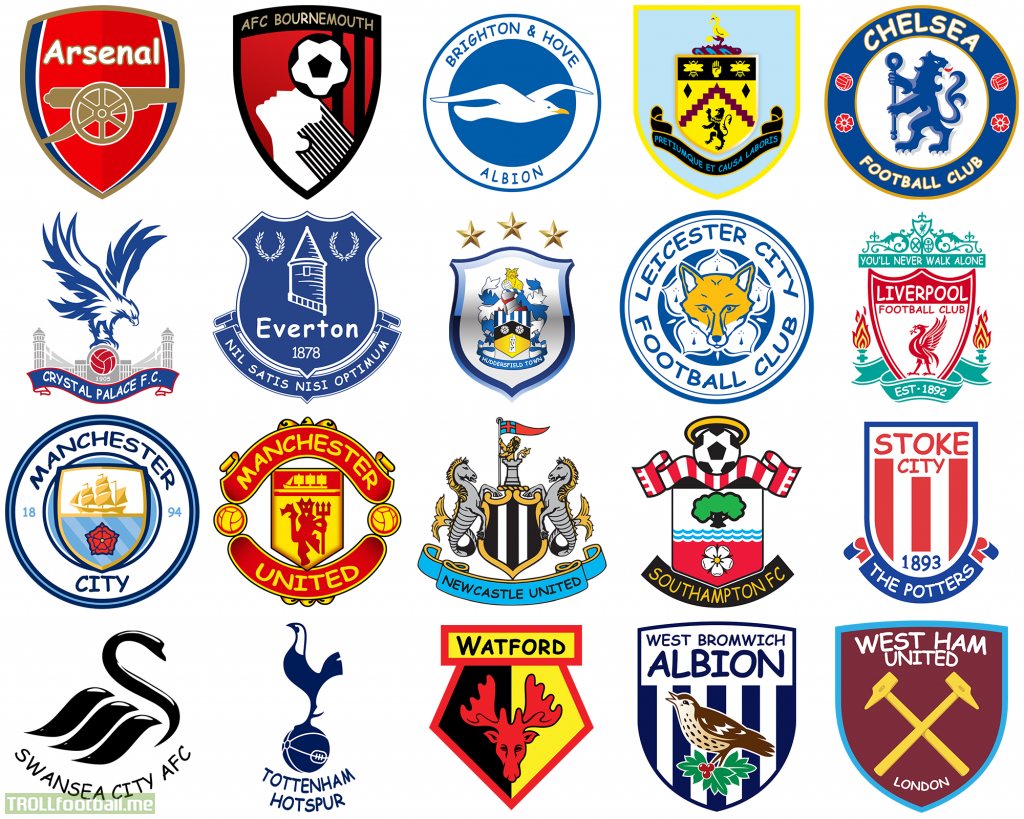 Arsenal
AFC BOURNEMOUTH
BRIGHTON & HOVE
ALBION
PRETIUMQUE ET CAUSA LABORIS
CHELSEA
FOOTBALL CLUB
1905
CRYSTAL PALACE F.C.
Everton
1878
NIL SATIS NISI OPTIMUM
HUDDERSFIELD TOWN
LEICESTER CITY
FOOTBALL CLUB
YOU'LL NEVER WALK ALONE
LIVERPOOL
FOOTBALL CLUB
EST·1892
MANCHESTER
18 94
CITY
MANCHESTER
UNITED
NEWCASTLE UNITED
SOUTHAMPTON FC
STOKE
CITY
1893
THE POTTERS
SWANSEA CITY AFC
TOTTENHAM
HOTSPUR
WATFORD
WEST BROMWICH
ALBION
WEST HAM
UNITED
LONDON
TROLLfootball.me